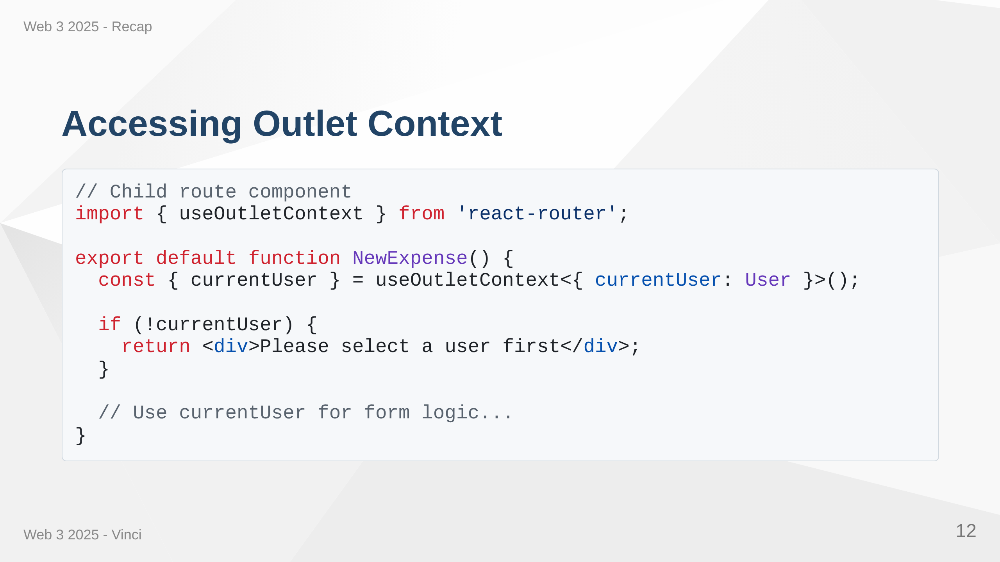 Web 3 2025 - Recap
Accessing Outlet Context
// Child route component
import { useOutletContext } from 'react-router';
export default function NewExpense() {
  const { currentUser } = useOutletContext<{ currentUser: User }>();
  if (!currentUser) {
    return <div>Please select a user first</div>;
  }
  // Use currentUser for form logic...
}
Web 3 2025 - Vinci
12